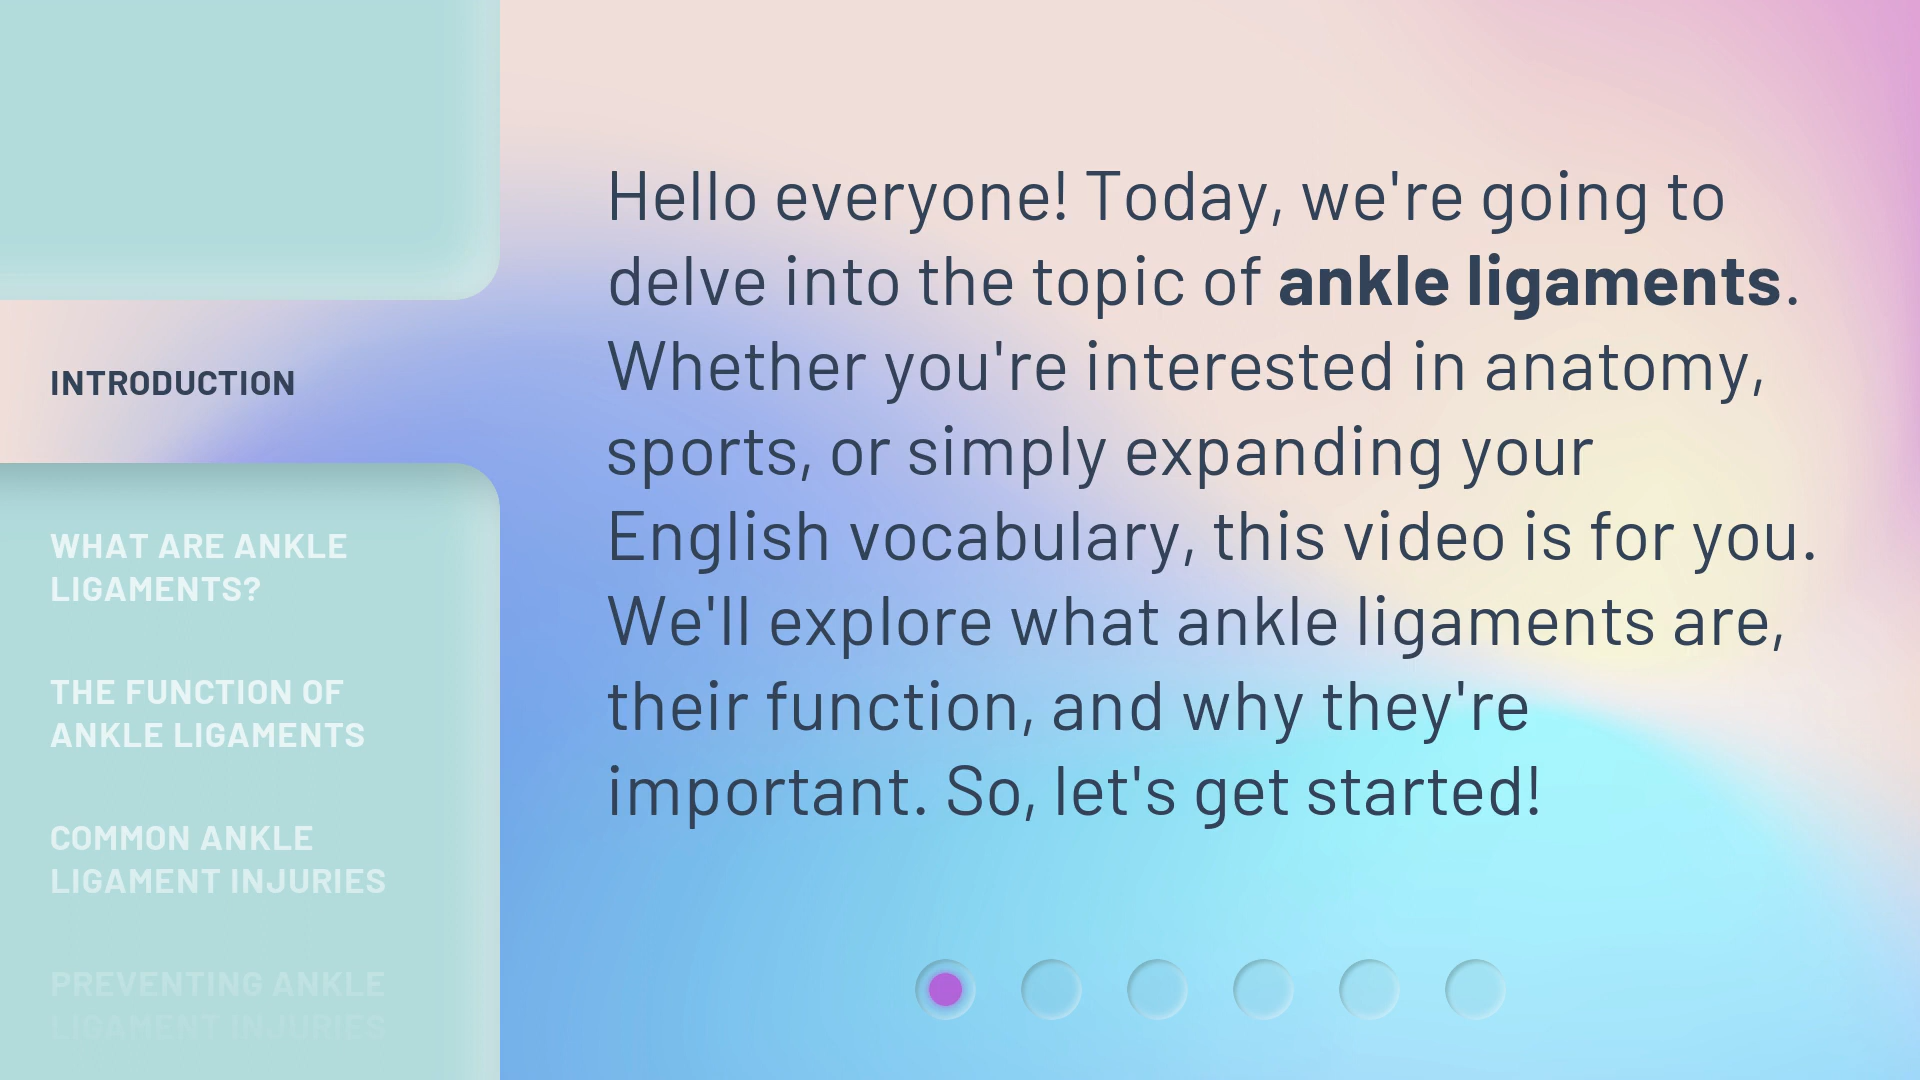 INTRODUCTION
WHAT ARE ANKLE
LIGAMENTS?
THE FUNCTION OF
ANKLE LIGAMENTS
COMMON ANKLE
LIGAMENT INJURIES
PREVENTING ANKLE
LIGAMENT INJURIES
Hello everyone! Today, we're going to
delve into the topic of ankle ligaments.
Whether you're interested in anatomy,
sports, or simply expanding your
English vocabulary, this video is for you.
We'll explore what ankle ligaments are,
their function, and why they're
important. So, let's get started!